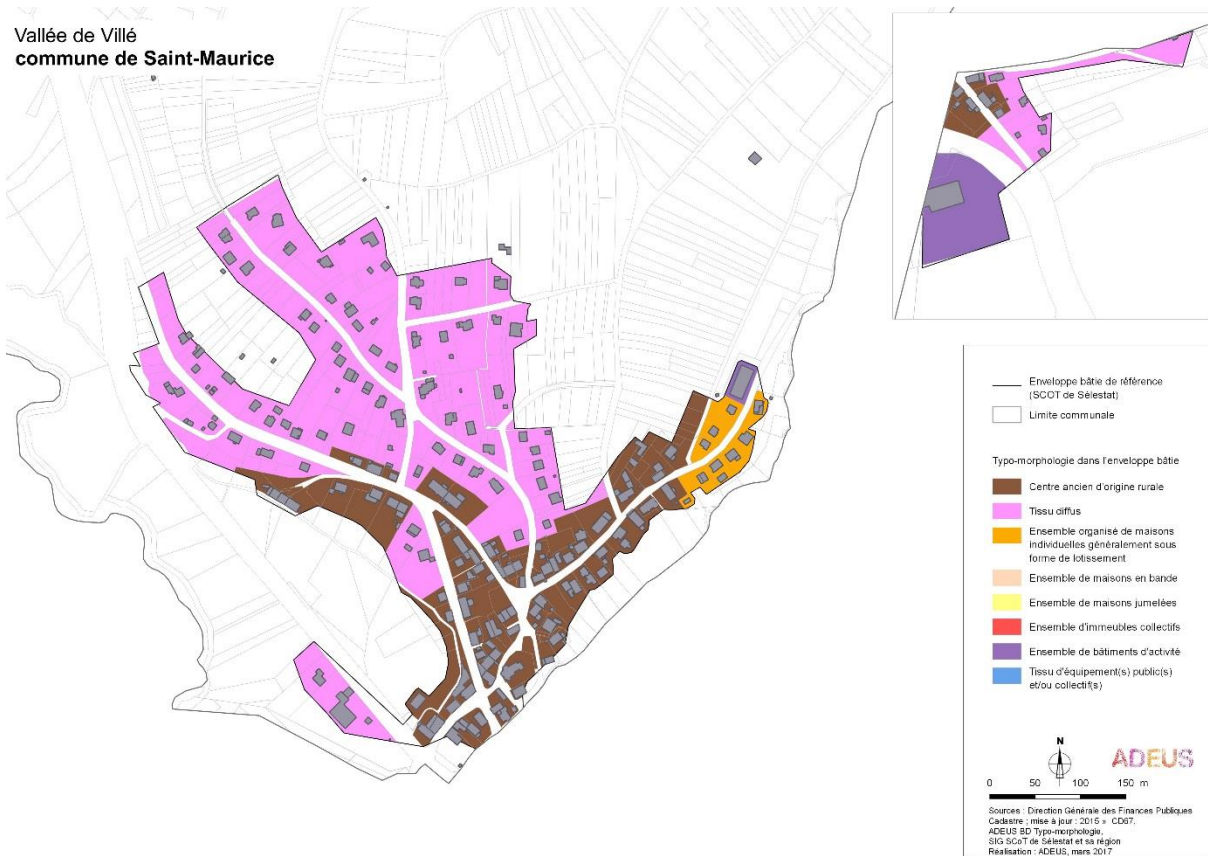 Vallée de Villé
commune de Saint-Maurice
Enveloppe bâtie de référence
(SCOT de Sélestat)
Limite communale
Typo-morphologie dans l'enveloppe bâtie
Centre ancien d'origine rurale
Tissu diffus
Ensemble organisé de maisons
individuelles généralement sous
forme de lotissement
Ensemble de maisons en bande
Ensemble de maisons jumelées
Ensemble d'immeubles collectifs
Ensemble de bâtiments d'activité
Tissu d'équipement(s) public(s)
et/ou collectif(s)
N
ADEUS
0 50 100 150 m
Sources : Direction Générale des Finances Publiques
Cadastre ; mise à jour : 2015 » CD67,
ADEUS BD Typo-morphologie,
SIG SCoT de Sélestat et sa région
Réalisation : ADEUS, mars 2017